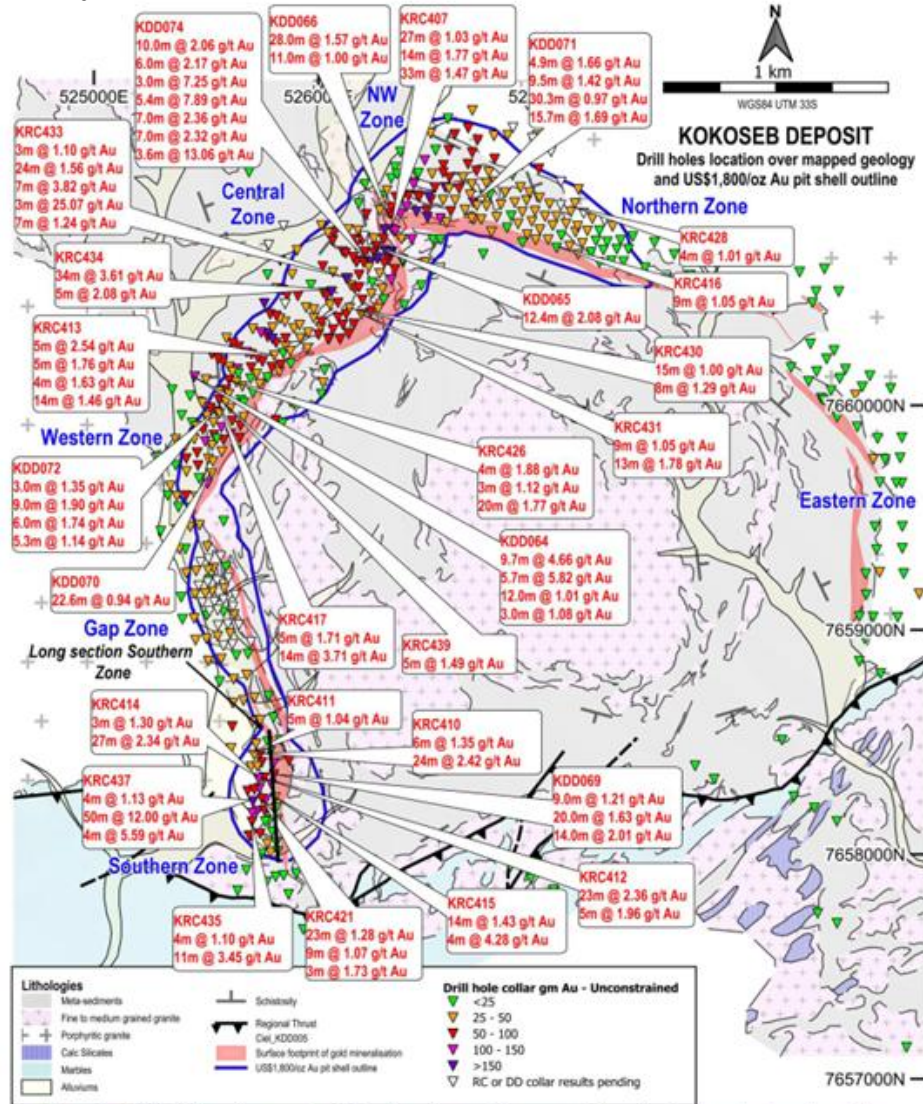 KDD074
10.0m @ 2.06 g/t Au
6.0m @ 2.17 g/t Au
3.0m @ 7.25 g/t Au
5.4m @ 7.89 g/t Au
7.0m @ 2.36 g/t Au
7.0m @ 2.32 g/t Au
3.6m @ 13.06 g/t Au
KDD066
28.0m @ 1.57 g/t Au
11.0m @ 1.00 g/t Au
KRC407
27m @ 1.03 g/t Au
14m @ 1.77 g/t Au
33m @ 1.47 g/t Au
KDD071
4.9m @ 1.66 g/t Au
9.5m @ 1.42 g/t Au
30.3m @ 0.97 g/t Au
15.7m @ 1.69 g/t Au
N
1 km
WGS84 UTM 33S
KOKOSEB DEPOSIT
Drill holes location over mapped geology
and US$1,800/oz Au pit shell outline
525000E
526000E
NW
Zone
KRC433
3m @ 1.10 g/t Au
24m @ 1.56 g/t Au
7m @ 3.82 g/t Au
3m @ 25.07 g/t Au
7m @ 1.24 g/t Au
Central
Zone
Northern Zone
KRC428
4m @ 1.01 g/t Au
KRC434
34m @ 3.61 g/t Au
5m @ 2.08 g/t Au
KRC416
9m @ 1.05 g/t Au
KDD065
12.4m @ 2.08 g/t Au
KRC413
5m @ 2.54 g/t Au
5m @ 1.76 g/t Au
4m @ 1.63 g/t Au
14m @ 1.46 g/t Au
KRC430
15m @ 1.00 g/t Au
8m @ 1.29 g/t Au
7660000N
Western Zone
KRC431
9m @ 1.05 g/t Au
13m @ 1.78 g/t Au
KRC426
4m @ 1.88 g/t Au
3m @ 1.12 g/t Au
20m @ 1.77 g/t Au
KDD072
3.0m @ 1.35 g/t Au
9.0m @ 1.90 g/t Au
6.0m @ 1.74 g/t Au
5.3m @ 1.14 g/t Au
Eastern Zone
KDD064
9.7m @ 4.66 g/t Au
5.7m @ 5.82 g/t Au
12.0m @ 1.01 g/t Au
3.0m @ 1.08 g/t Au
KDD070
22.6m @ 0.94 g/t Au
KRC417
5m @ 1.71 g/t Au
14m @ 3.71 g/t Au
KRC439
5m @ 1.49 g/t Au
7659000N
Gap Zone
Long section Southern
Zone
KRC414
3m @ 1.30 g/t Au
27m @ 2.34 g/t Au
KRC411
5m @ 1.04 g/t Au
KRC410
6m @ 1.35 g/t Au
24m @ 2.42 g/t Au
KRC437
4m @ 1.13 g/t Au
50m @ 12.00 g/t Au
4m @ 5.59 g/t Au
KDD069
9.0m @ 1.21 g/t Au
20.0m @ 1.63 g/t Au
14.0m @ 2.01 g/t Au
7658000N
Southern Zone
KRC412
23m @ 2.36 g/t Au
5m @ 1.96 g/t Au
KRC435
4m @ 1.10 g/t Au
11m @ 3.45 g/t Au
KRC421
23m @ 1.28 g/t Au
9m @ 1.07 g/t Au
3m @ 1.73 g/t Au
KRC415
14m @ 1.43 g/t Au
4m @ 4.28 g/t Au
Lithologies
Meta-sediments
Fine to medium grained granite
Porphyritic granite
Calc Silicates
Marbles
Alluviums
Schistosity
Regional Thrust
Ciel_KDD005
Surface footprint of gold mineralisation
US$1,800/oz Au pit shell outline
Drill hole collar gm Au - Unconstrained
<25
25 - 50
50 - 100
100 - 150
>150
RC or DD collar results pending
7657000N